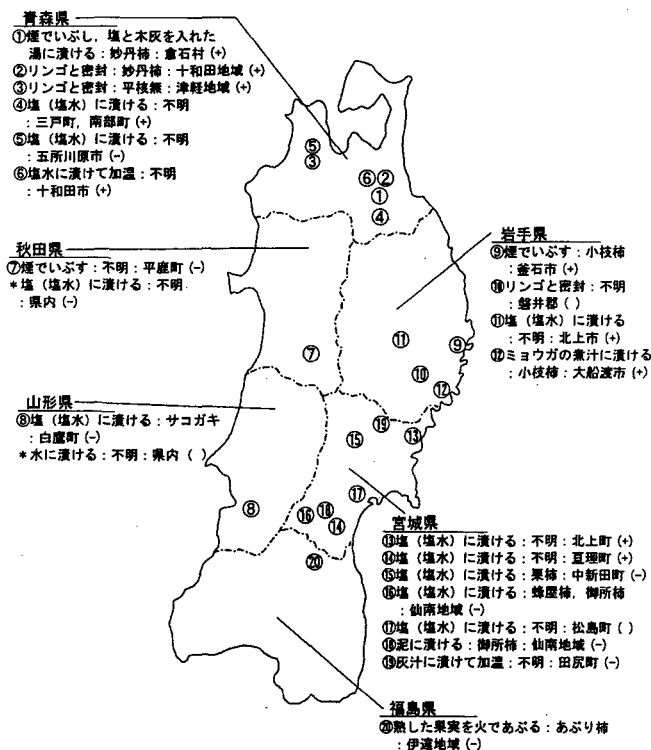 青森県
①煙でいぶし，塩と木灰を入れた
湯に漬ける：妙丹柿：倉石村 (+)
②リンゴと密封：妙丹柿：十和田地域 (+)
③リンゴと密封：平核無：津軽地域 (+)
④塩（塩水）に漬ける：不明
：三戸町，南部町 (+)
⑤塩（塩水）に漬ける：不明
：五所川原市 (-)
⑥塩水に漬けて加温：不明
：十和田市 (+)
⑤
③
⑥②
①
④
秋田県
⑦煙でいぶす：不明：平鹿町 (-)
＊塩（塩水）に漬ける：不明
：県内 (-)
岩手県
⑨煙でいぶす：小枝柿
：釜石市 (+)
⑩リンゴと密封：不明
：磐井郡 ( )
⑪塩（塩水）に漬ける
：不明：北上市 (+)
⑫ミョウガの煮汁に漬ける
：小枝柿：大船渡市 (+)
⑦
⑪
⑨
⑩
⑫
山形県
⑧塩（塩水）に漬ける：サコガキ
：白鷹町 (-)
＊水に漬ける：不明：県内 ( )
⑲
⑮
⑬
⑧
⑰
⑯⑱
⑭
⑳
宮城県
⑬塩（塩水）に漬ける：不明：北上町 (+)
⑭塩（塩水）に漬ける：不明：亘理町 (+)
⑮塩（塩水）に漬ける：栗柿：中新田町 (-)
⑯塩（塩水）に漬ける：蜂屋柿，御所柿
：仙南地域 (-)
⑰塩（塩水）に漬ける：不明：松島町 ( )
⑱泥に漬ける：御所柿：仙南地域 (-)
⑲灰汁に漬けて加温：不明：田尻町 (-)
福島県
⑳熟した果実を火であぶる：あぶり柿
：伊達地域 (-)